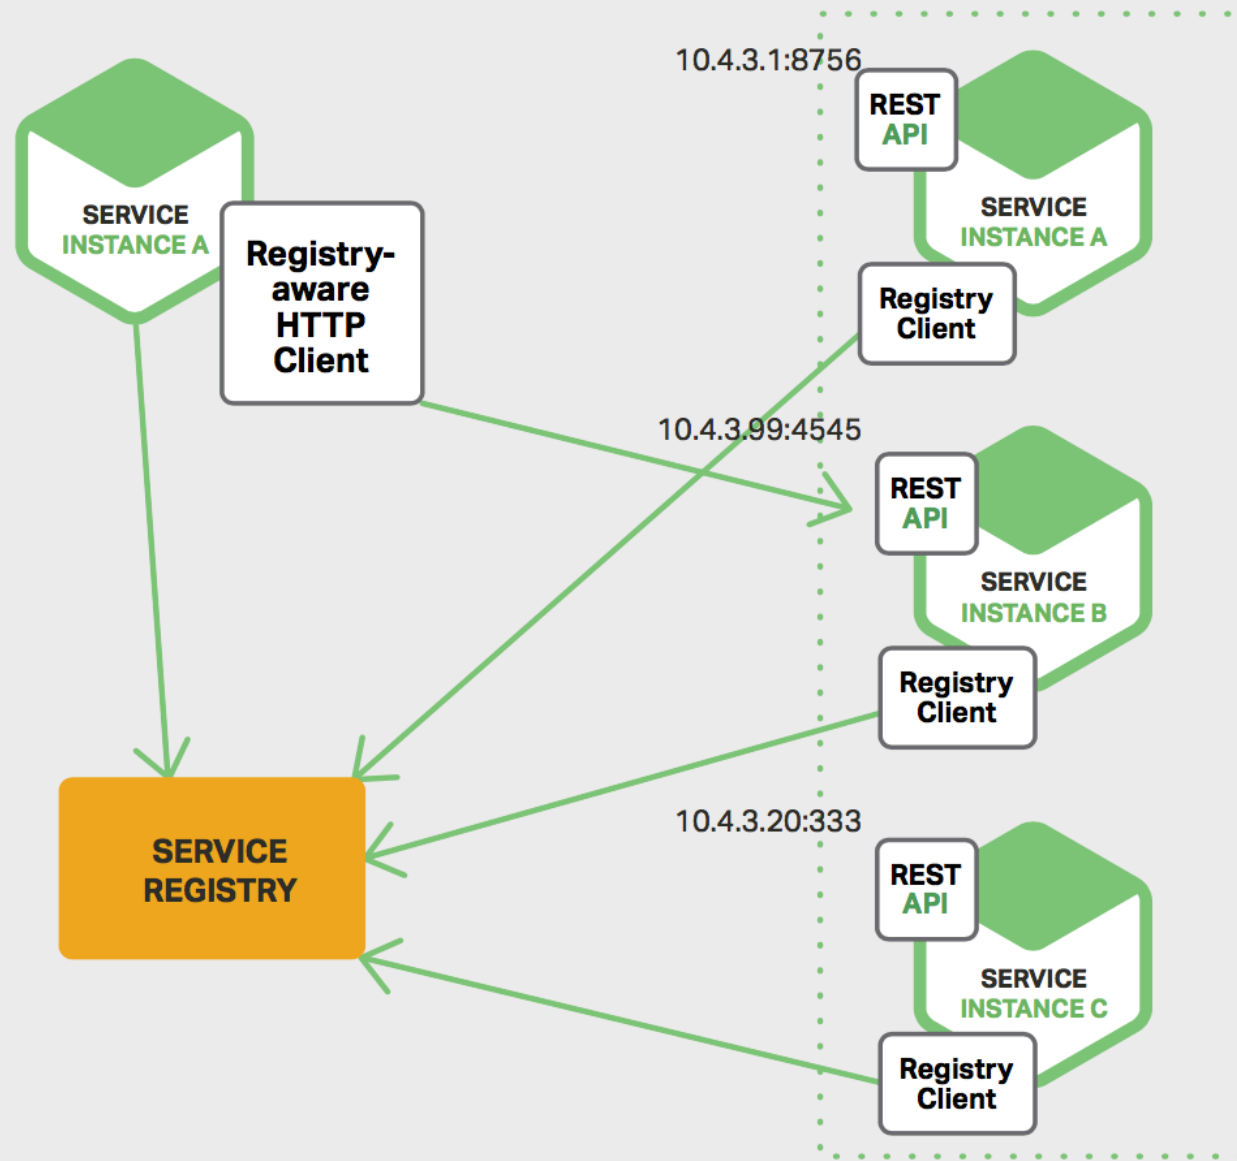 SERVICE
INSTANCE A
Registry-
aware
HTTP
Client
SERVICE
REGISTRY
10.4.3.1:8756
REST
API
SERVICE
INSTANCE A
Registry
Client
10.4.3.99:4545
REST
API
SERVICE
INSTANCE B
Registry
Client
10.4.3.20:333
REST
API
SERVICE
INSTANCE C
Registry
Client